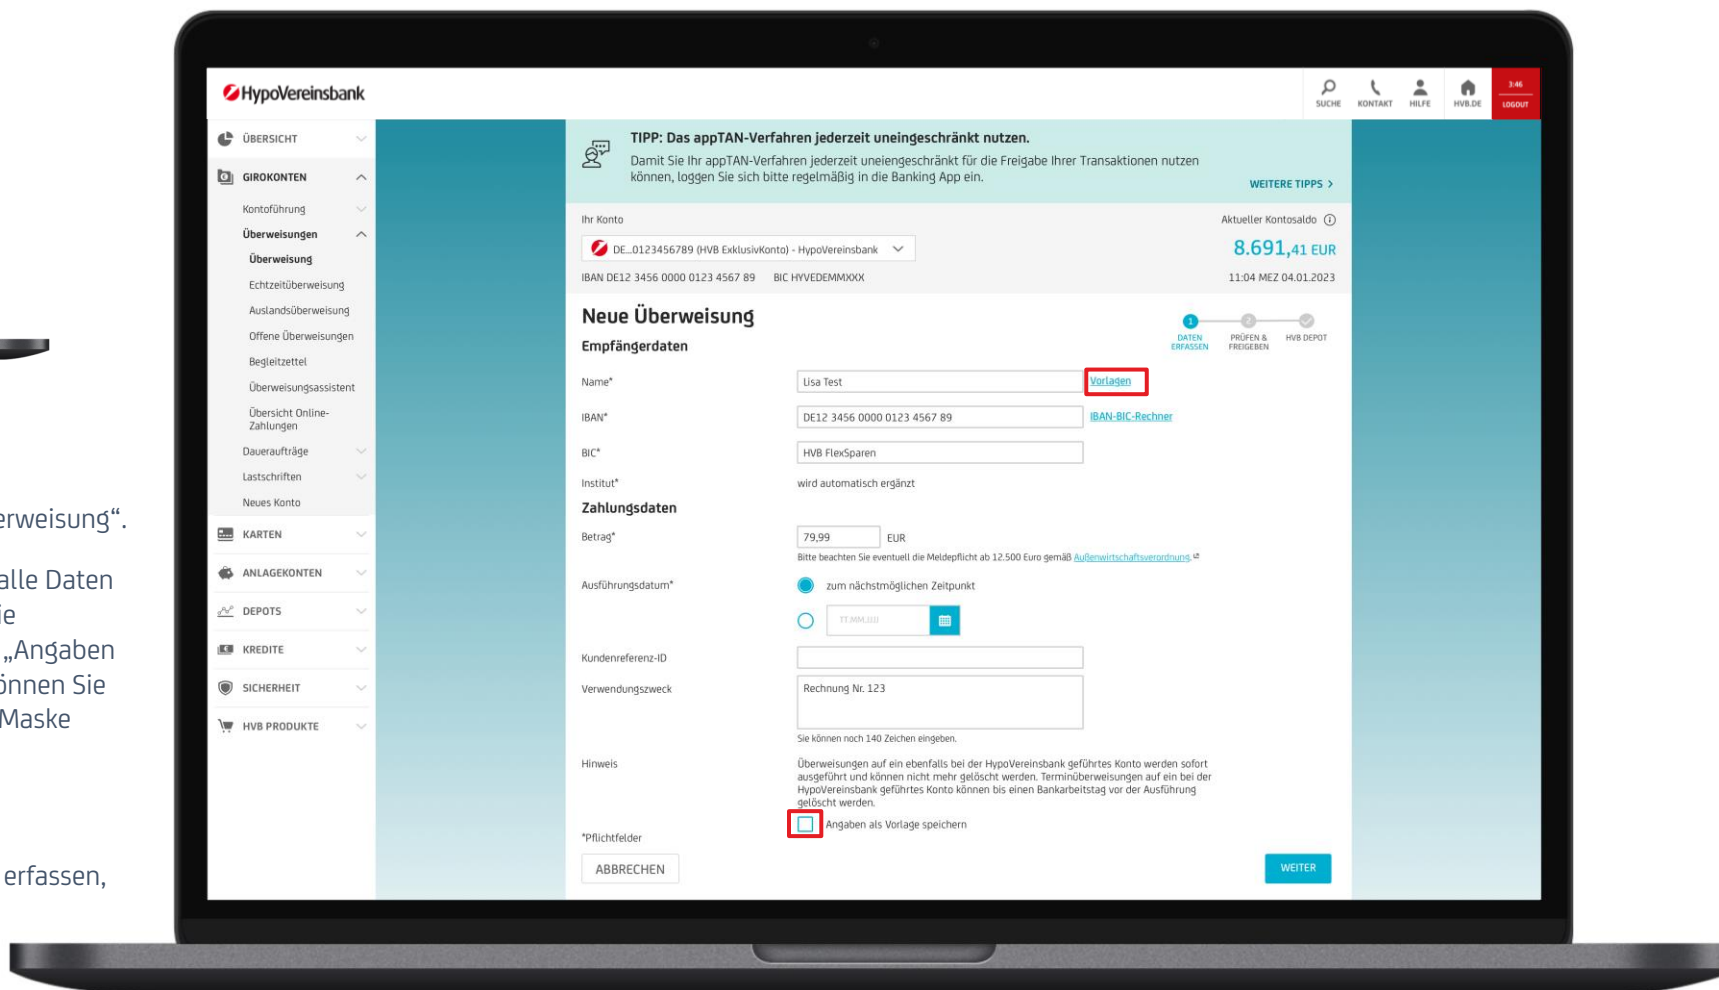 erweisung“.
alle Daten
ie
„Angaben
önnen Sie
Maske
erfassen,
HypoVereinsbank
SUCHE
KONTAKT
HILFE
HVB.DE
3:46
LOGOUT
ÜBERSICHT
GIROKONTEN
Kontoführung
Überweisungen
Überweisung
Echtzeitüberweisung
Auslandsüberweisung
Offene Überweisungen
Begleitzettel
Überweisungsassistent
Übersicht Online-
Zahlungen
Daueraufträge
Lastschriften
Neues Konto
KARTEN
ANLAGEKONTEN
DEPOTS
KREDITE
SICHERHEIT
HVB PRODUKTE
TIPP: Das appTAN-Verfahren jederzeit uneingeschränkt nutzen.
Damit Sie Ihr appTAN-Verfahren jederzeit uneiengeschränkt für die Freigabe Ihrer Transaktionen nutzen
können, loggen Sie sich bitte regelmäßig in die Banking App ein.
WEITERE TIPPS >
Ihr Konto
Aktueller Kontosaldo
DE...0123456789 (HVB ExklusivKonto) - HypoVereinsbank
8.691,41 EUR
IBAN DE12 3456 0000 0123 4567 89 BIC HYVEDEMMXXX
11:04 MEZ 04.01.2023
Neue Überweisung
1
2
DATEN
ERFASSEN
PRÜFEN &
FREIGEBEN
HVB DEPOT
Empfängerdaten
Name* Lisa Test Vorlagen
IBAN* DE12 3456 0000 0123 4567 89 IBAN-BIC-Rechner
BIC* HVB FlexSparen
Institut* wird automatisch ergänzt
Zahlungsdaten
Betrag* 79,99 EUR
Bitte beachten Sie eventuell die Meldepflicht ab 12.500 Euro gemäß Außenwirtschaftsverordnung.
Ausführungsdatum* zum nächstmöglichen Zeitpunkt
TT.MM.JJJJ
Kundenreferenz-ID
Verwendungszweck Rechnung Nr. 123
Sie können noch 140 Zeichen eingeben.
Hinweis Überweisungen auf ein ebenfalls bei der HypoVereinsbank geführtes Konto werden sofort
ausgeführt und können nicht mehr gelöscht werden. Terminüberweisungen auf ein bei der
HypoVereinsbank geführtes Konto können bis einen Bankarbeitstag vor der Ausführung
gelöscht werden.
Angaben als Vorlage speichern
*Pflichtfelder
ABBRECHEN
WEITER